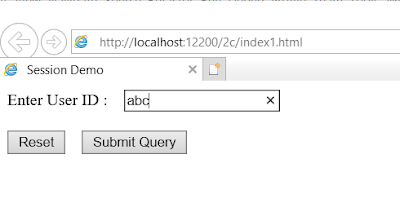 http://localhost:12200/2c/index1.html
Session Demo
Enter User ID :
abc
Reset
Submit Query